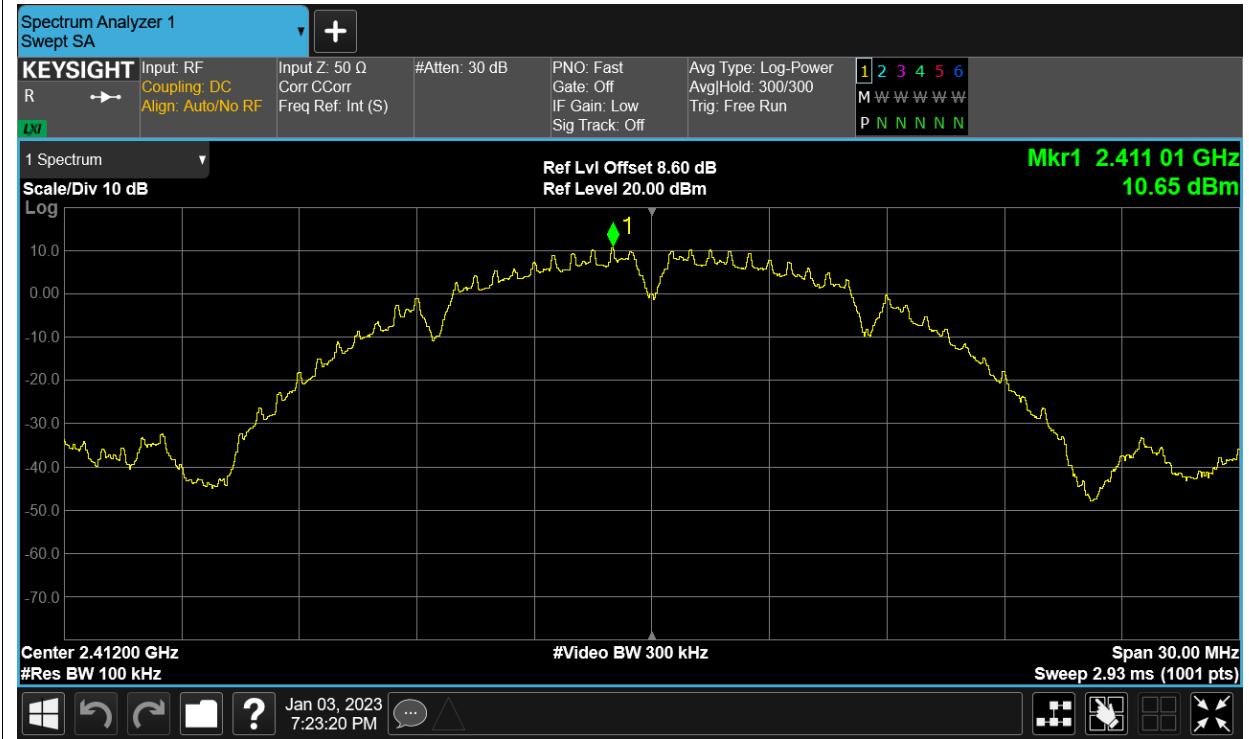 Spectrum Analyzer 1
Swept SA
+
KEYSIGHT
R
LXI
Input: RF
Coupling: DC
Align: Auto/No RF
Input Z: 50 Ω
Corr CCorr
Freq Ref: Int (S)
#Atten: 30 dB
PNO: Fast
Gate: Off
IF Gain: Low
Sig Track: Off
Avg Type: Log-Power
Avg|Hold: 300/300
Trig: Free Run
1 2 3 4 5 6
M W W W W W
P N N N N N
1 Spectrum
Scale/Div 10 dB
Log
Ref Lvl Offset 8.60 dB
Ref Level 20.00 dBm
Mkr1 2.411 01 GHz
10.65 dBm
1
10.0
0.00
-10.0
-20.0
-30.0
-40.0
-50.0
-60.0
-70.0
Center 2.41200 GHz
#Res BW 100 kHz
#Video BW 300 kHz
Span 30.00 MHz
Sweep 2.93 ms (1001 pts)
?
Jan 03, 2023
7:23:20 PM